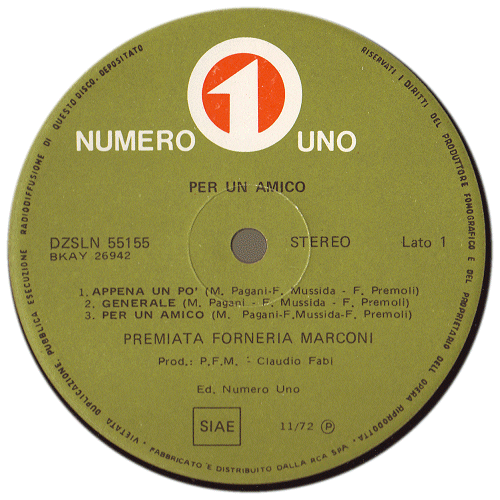 NUMERO 1 UNO
PER UN AMICO
DZSLN 55155 STEREO Lato 1
BKAY 26942
1. APPENA UN PO' (M. Pagani-F. Mussida - F. Premoli)
2. GENERALE (M. Pagani - F. Mussida - F. Premoli)
3. PER UN AMICO (M. Pagani-F.Mussida-F. Premoli)
PREMIATA FORNERIA MARCONI
Prod.: P.F.M. - Claudio Fabi
Ed. Numero Uno
SIAE 11/72 Ⓟ
RISERVATI I DIRITTI DEL PRODUTTORE FONOGRAFICO E DEL PROPRIETARIO DELL'OPERA RIPRODOTTA. - VIETATA DUPLICAZIONE, PUBBLICA ESECUZIONE RADIODIFFUSIONE DI QUESTO DISCO - DEPOSITATO
FABBRICATO E DISTRIBUITO DALLA RCA SPA